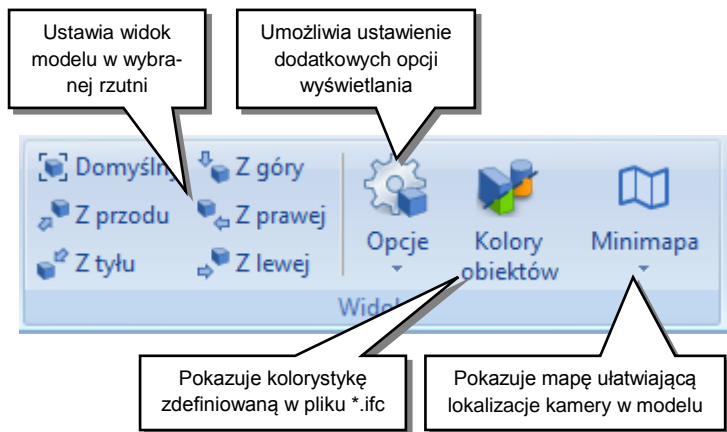 Ustawia widok
modelu w wybra-
nej rzutni
Umożliwia ustawienie
dodatkowych opcji
wyświetlania
Domyślny
Z góry
Z przodu
Z prawej
Z tyłu
Z lewej
Opcje
Kolory
obiektów
Minimapa
Pokazuje kolorystykę
zdefiniowaną w pliku *.ifc
Pokazuje mapę ułatwiającą
lokalizacje kamery w modelu